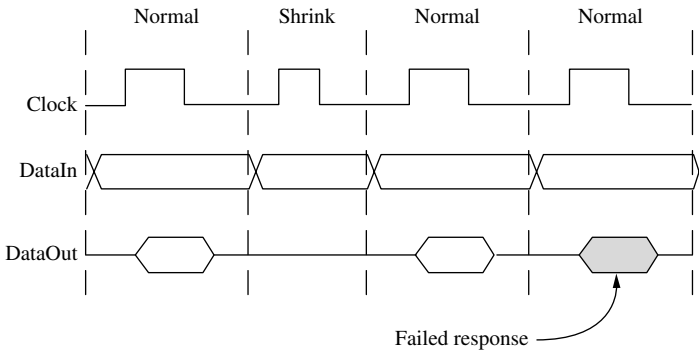 Normal Shrink Normal Normal
Clock
DataIn
DataOut
Failed response